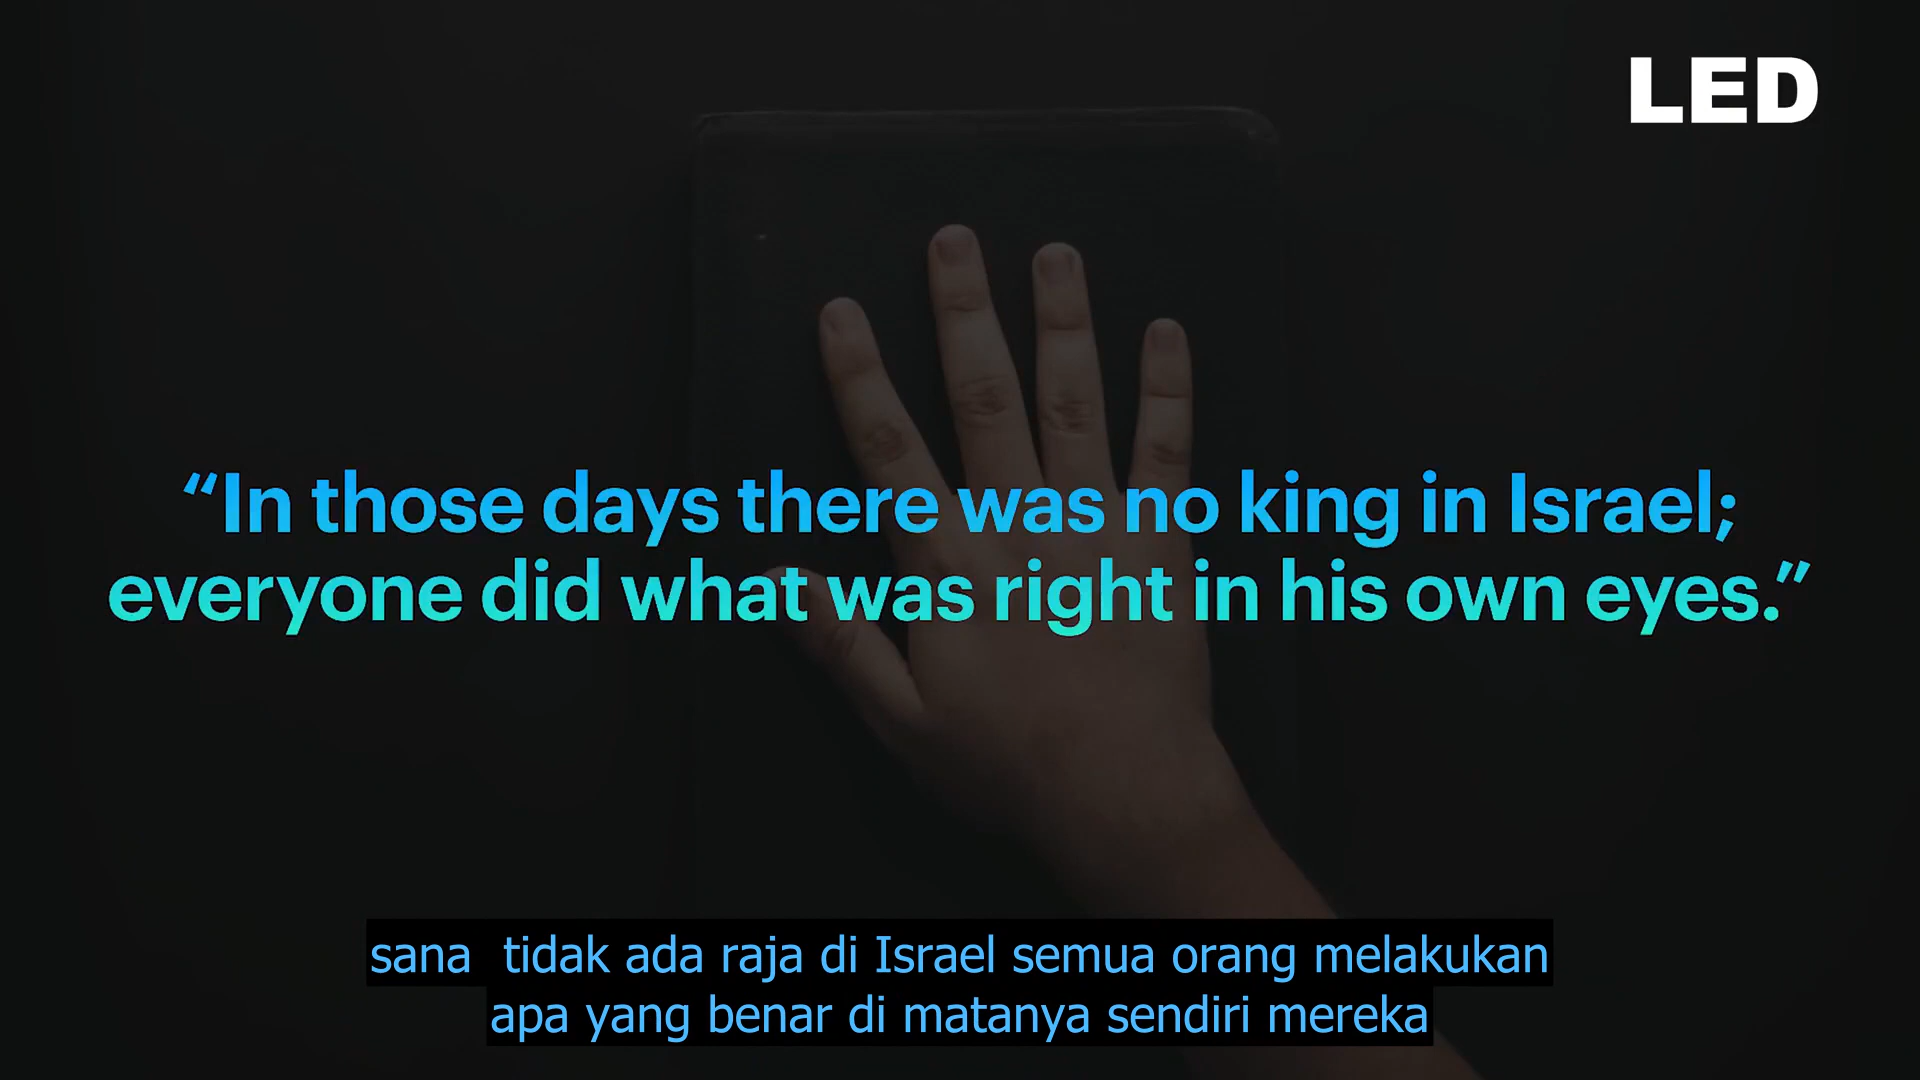 LED
“In those days there was no king in Israel;
everyone did what was right in his own eyes.”
sana  tidak ada raja di Israel semua orang melakukan
apa yang benar di matanya sendiri mereka